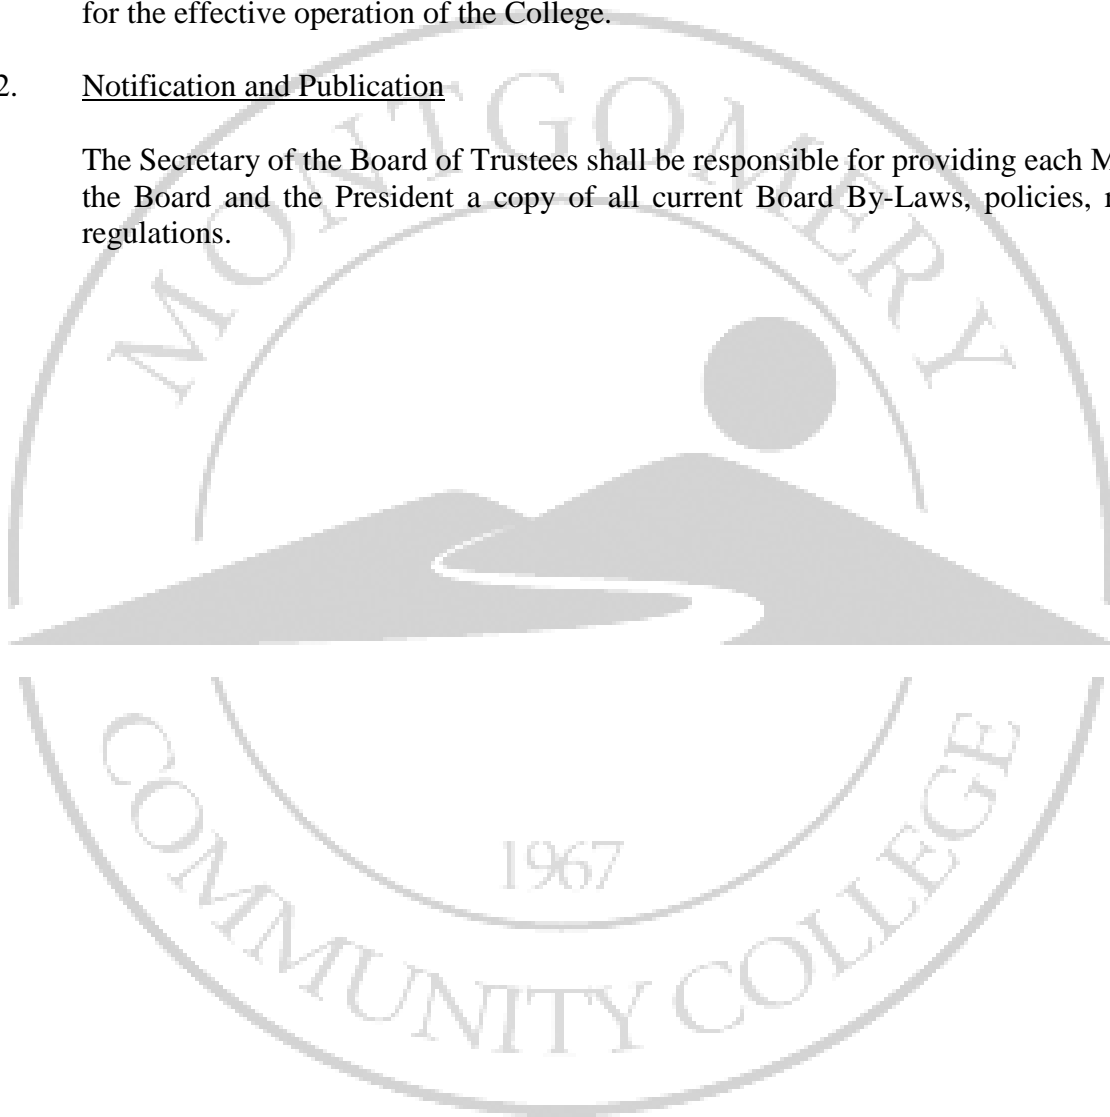 for the effective operation of the College.
2. Notification and Publication
The Secretary of the Board of Trustees shall be responsible for providing each
the Board and the President a copy of all current Board By-Laws, policies,
regulations.
MONTGOMERY
1967
COMMUNITY COLLEGE